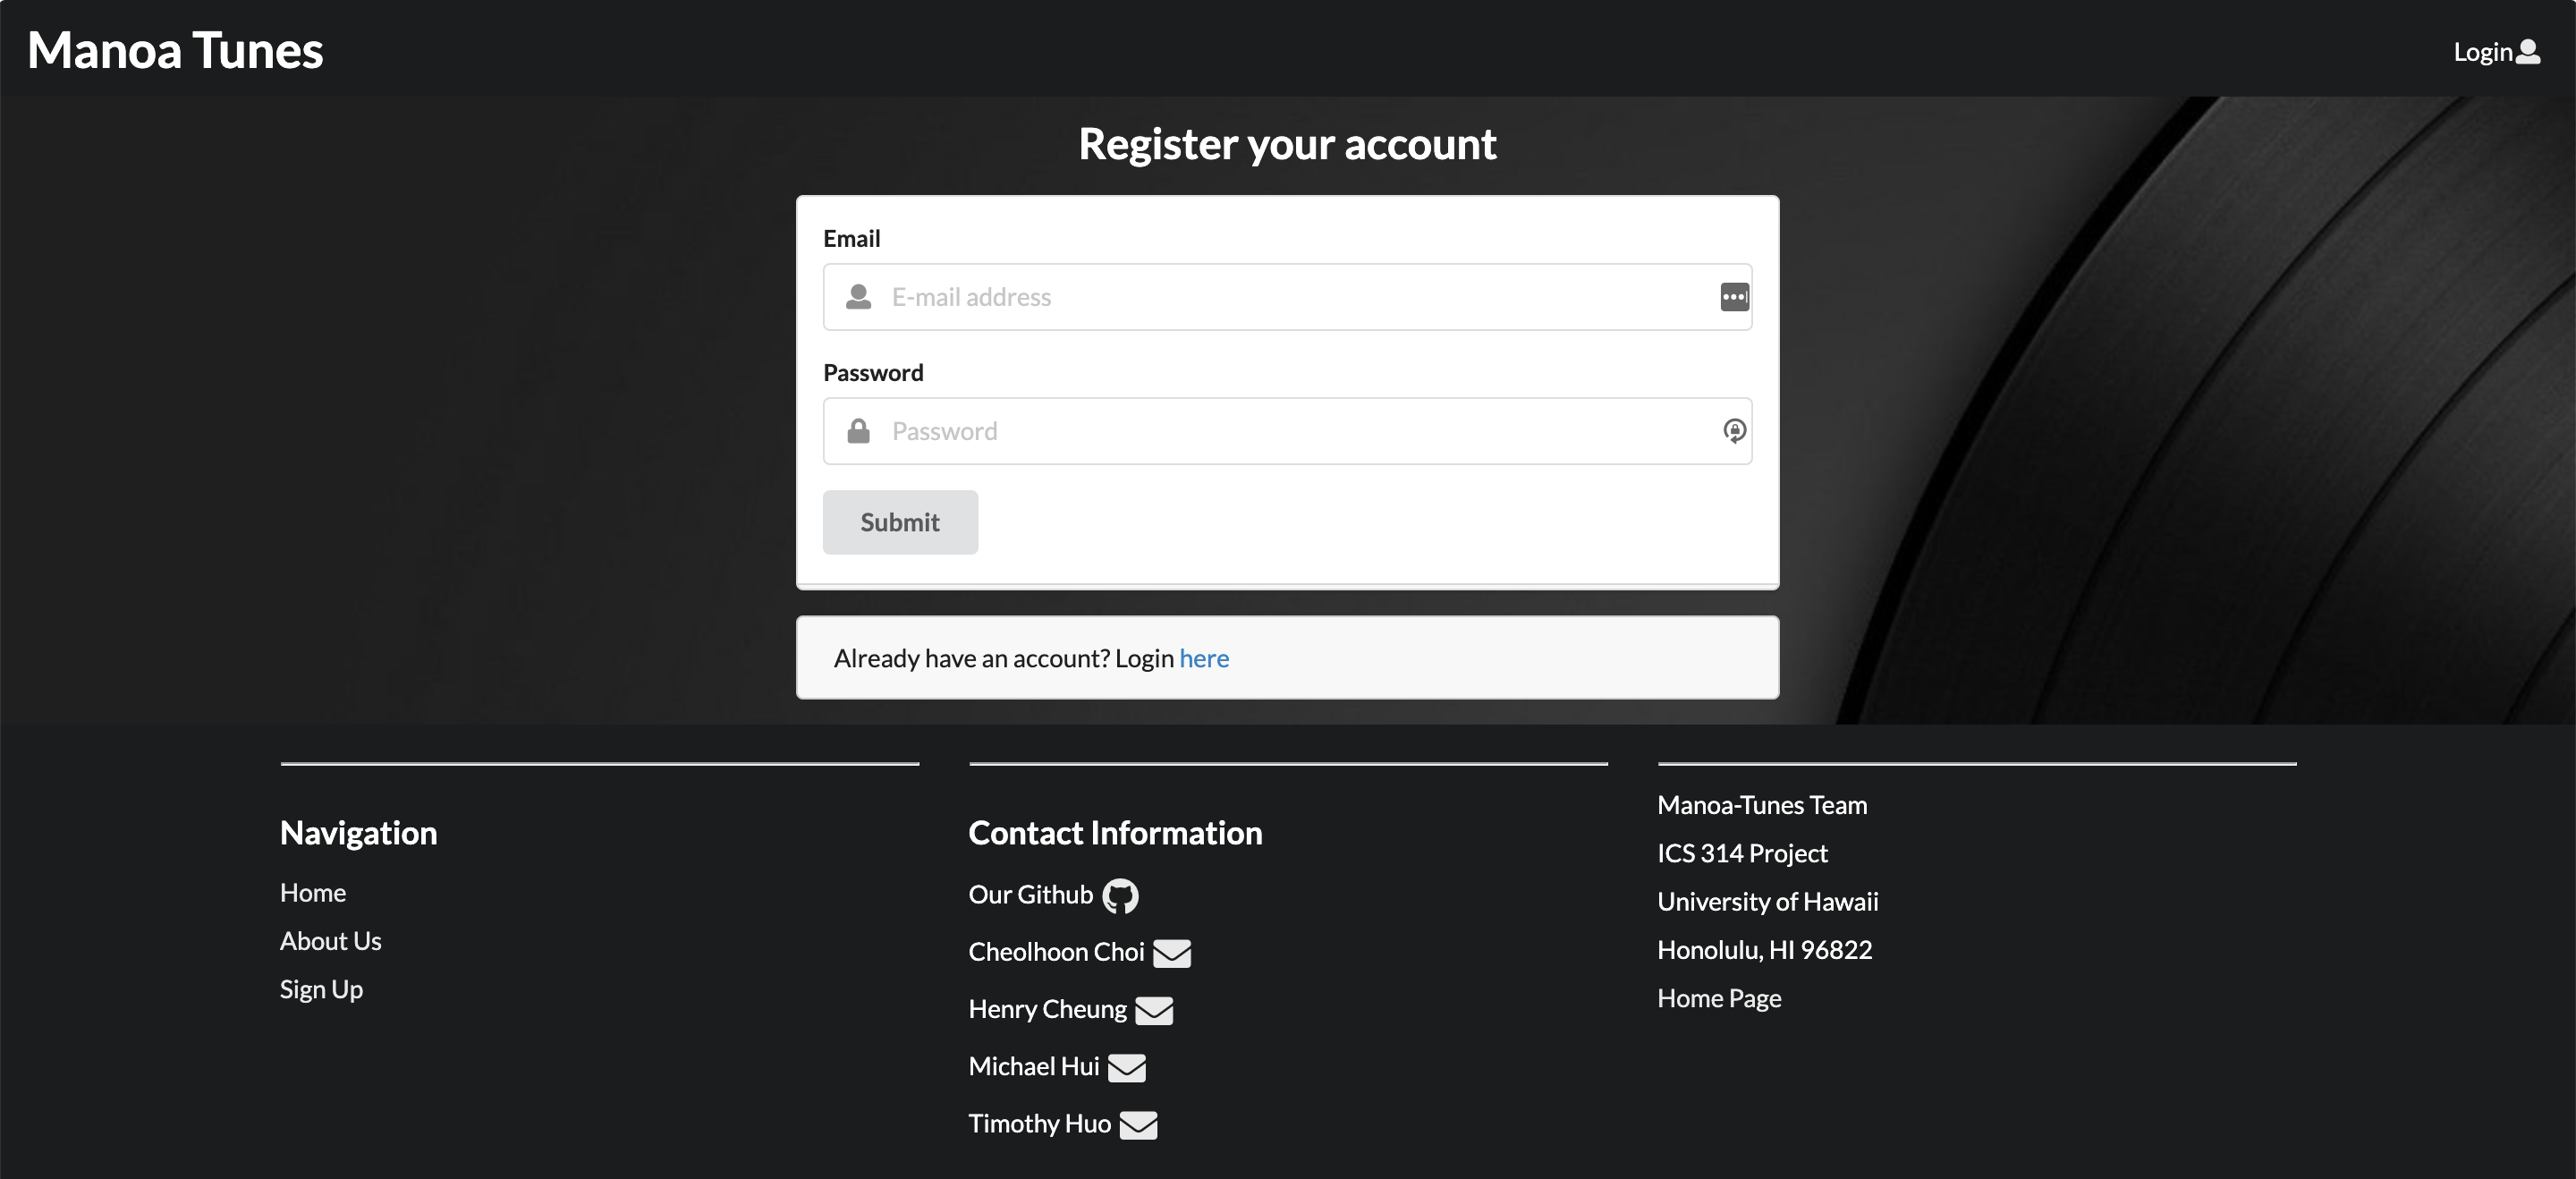 Manoa Tunes
Login
Register your account
Email
E-mail address
Password
Password
Submit
Already have an account? Login here
Navigation
Home
About Us
Sign Up
Contact Information
Our Github
Cheolhoon Choi
Henry Cheung
Michael Hui
Timothy Huo
Manoa-Tunes Team
ICS 314 Project
University of Hawaii
Honolulu, HI 96822
Home Page